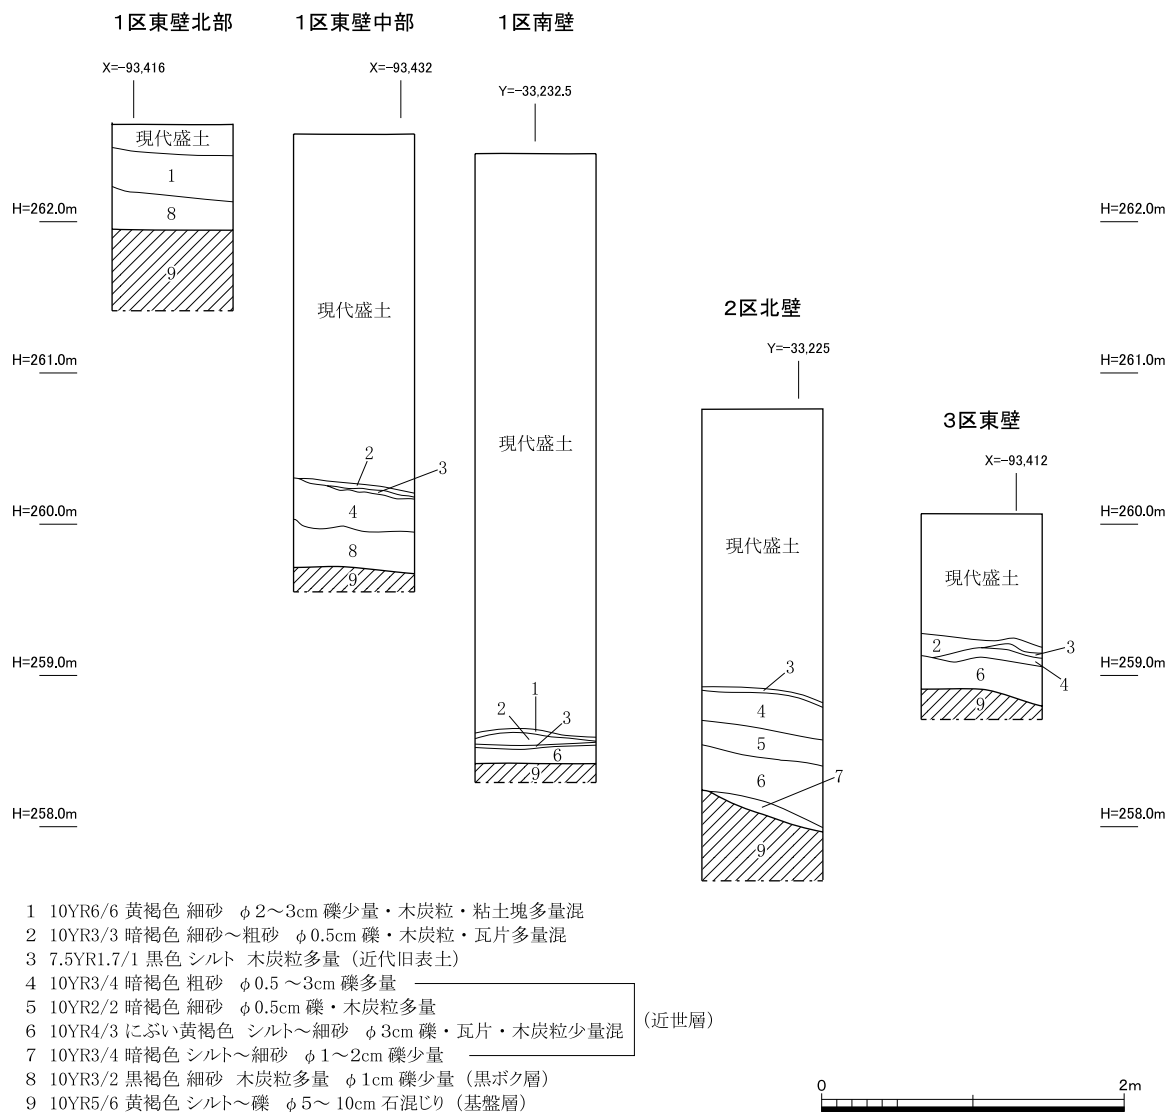 1区東壁北部
1区東壁中部
1区南壁
X=-93,416
X=-93,432
Y=-33,232.5
現代盛土
1
8
9
H=262.0m
H=262.0m
現代盛土
2
3
4
8
9
現代盛土
1
2
3
6
9
2区北壁
Y=-33,225
H=261.0m
H=261.0m
現代盛土
3
4
5
6
7
9
3区東壁
X=-93,412
H=260.0m
H=260.0m
現代盛土
2
3
4
6
9
H=259.0m
H=259.0m
H=258.0m
H=258.0m
1 10YR6/6 黄褐色 細砂 φ2～3cm 礫少量・木炭粒・粘土塊多量混
2 10YR3/3 暗褐色 細砂～粗砂 φ0.5cm 礫・木炭粒・瓦片多量混
3 7.5YR1.7/1 黒色 シルト 木炭粒多量（近代旧表土）
4 10YR3/4 暗褐色 粗砂 φ0.5～3cm 礫多量
5 10YR2/2 暗褐色 細砂 φ0.5cm 礫・木炭粒多量
6 10YR4/3 にぶい黄褐色 シルト～細砂 φ3cm 礫・瓦片・木炭粒少量混
7 10YR3/4 暗褐色 シルト～細砂 φ1～2cm 礫少量
（近世層）
8 10YR3/2 黒褐色 細砂 木炭粒多量 φ1cm 礫少量（黒ボク層）
9 10YR5/6 黄褐色 シルト～礫 φ5～10cm 石混じり（基盤層）
0
2m